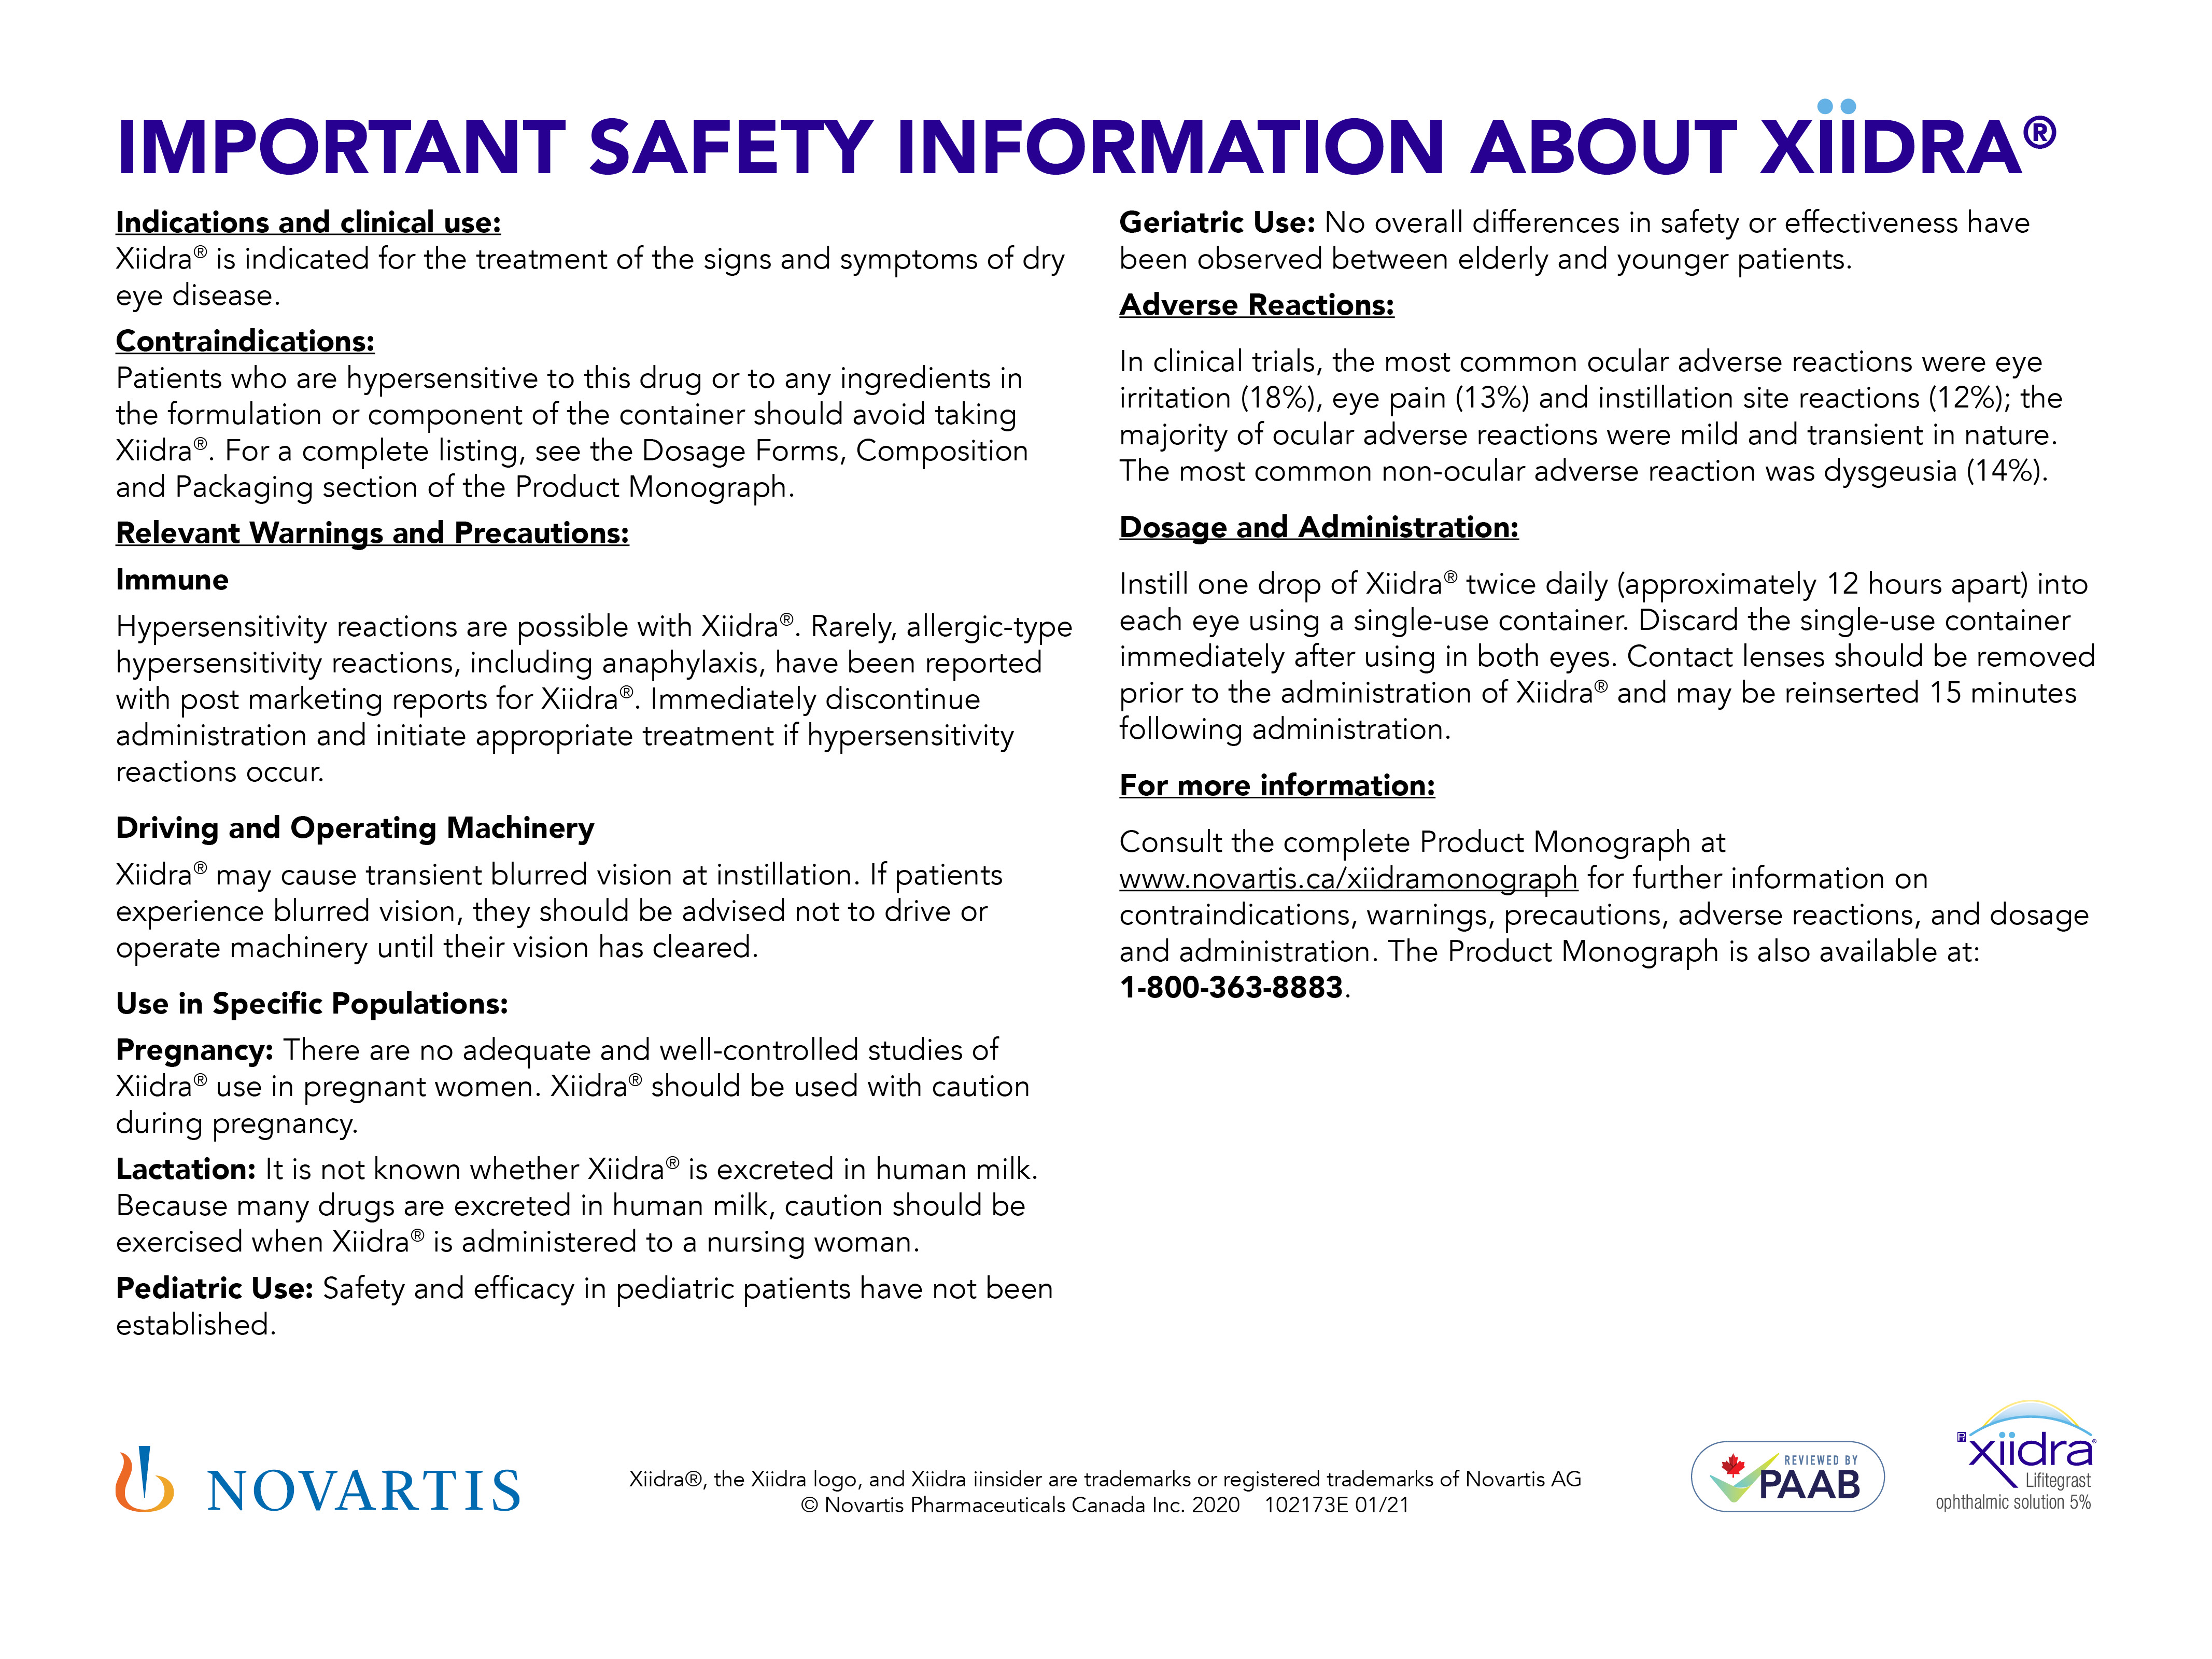 IMPORTANT SAFETY INFORMATION ABOUT XÏÏDRA®
Indications and clinical use:
Xiidra® is indicated for the treatment of the signs and symptoms of dry
eye disease.
Contraindications:
Patients who are hypersensitive to this drug or to any ingredients in
the formulation or component of the container should avoid taking
Xiidra®. For a complete listing, see the Dosage Forms, Composition
and Packaging section of the Product Monograph.
Relevant Warnings and Precautions:
Immune
Hypersensitivity reactions are possible with Xiidra®. Rarely, allergic-type
hypersensitivity reactions, including anaphylaxis, have been reported
with post marketing reports for Xiidra®. Immediately discontinue
administration and initiate appropriate treatment if hypersensitivity
reactions occur.
Driving and Operating Machinery
Xiidra® may cause transient blurred vision at instillation. If patients
experience blurred vision, they should be advised not to drive or
operate machinery until their vision has cleared.
Use in Specific Populations:
Pregnancy: There are no adequate and well-controlled studies of
Xiidra® use in pregnant women. Xiidra® should be used with caution
during pregnancy.
Lactation: It is not known whether Xiidra® is excreted in human milk.
Because many drugs are excreted in human milk, caution should be
exercised when Xiidra® is administered to a nursing woman.
Pediatric Use: Safety and efficacy in pediatric patients have not been
established.
Geriatric Use: No overall differences in safety or effectiveness have
been observed between elderly and younger patients.
Adverse Reactions:
In clinical trials, the most common ocular adverse reactions were eye
irritation (18%), eye pain (13%) and instillation site reactions (12%); the
majority of ocular adverse reactions were mild and transient in nature.
The most common non-ocular adverse reaction was dysgeusia (14%).
Dosage and Administration:
Instill one drop of Xiidra® twice daily (approximately 12 hours apart) into
each eye using a single-use container. Discard the single-use container
immediately after using in both eyes. Contact lenses should be removed
prior to the administration of Xiidra® and may be reinserted 15 minutes
following administration.
For more information:
Consult the complete Product Monograph at
www.novartis.ca/xiidramonograph for further information on
contraindications, warnings, precautions, adverse reactions, and dosage
and administration. The Product Monograph is also available at:
1-800-363-8883.
NOVARTIS
Xiidra®, the Xiidra logo, and Xiidra iinsider are trademarks or registered trademarks of Novartis AG
© Novartis Pharmaceuticals Canada Inc. 2020 102173E 01/21
REVIEWED BY
PAAB
R xiidra®
Lifitegrast
ophthalmic solution 5%